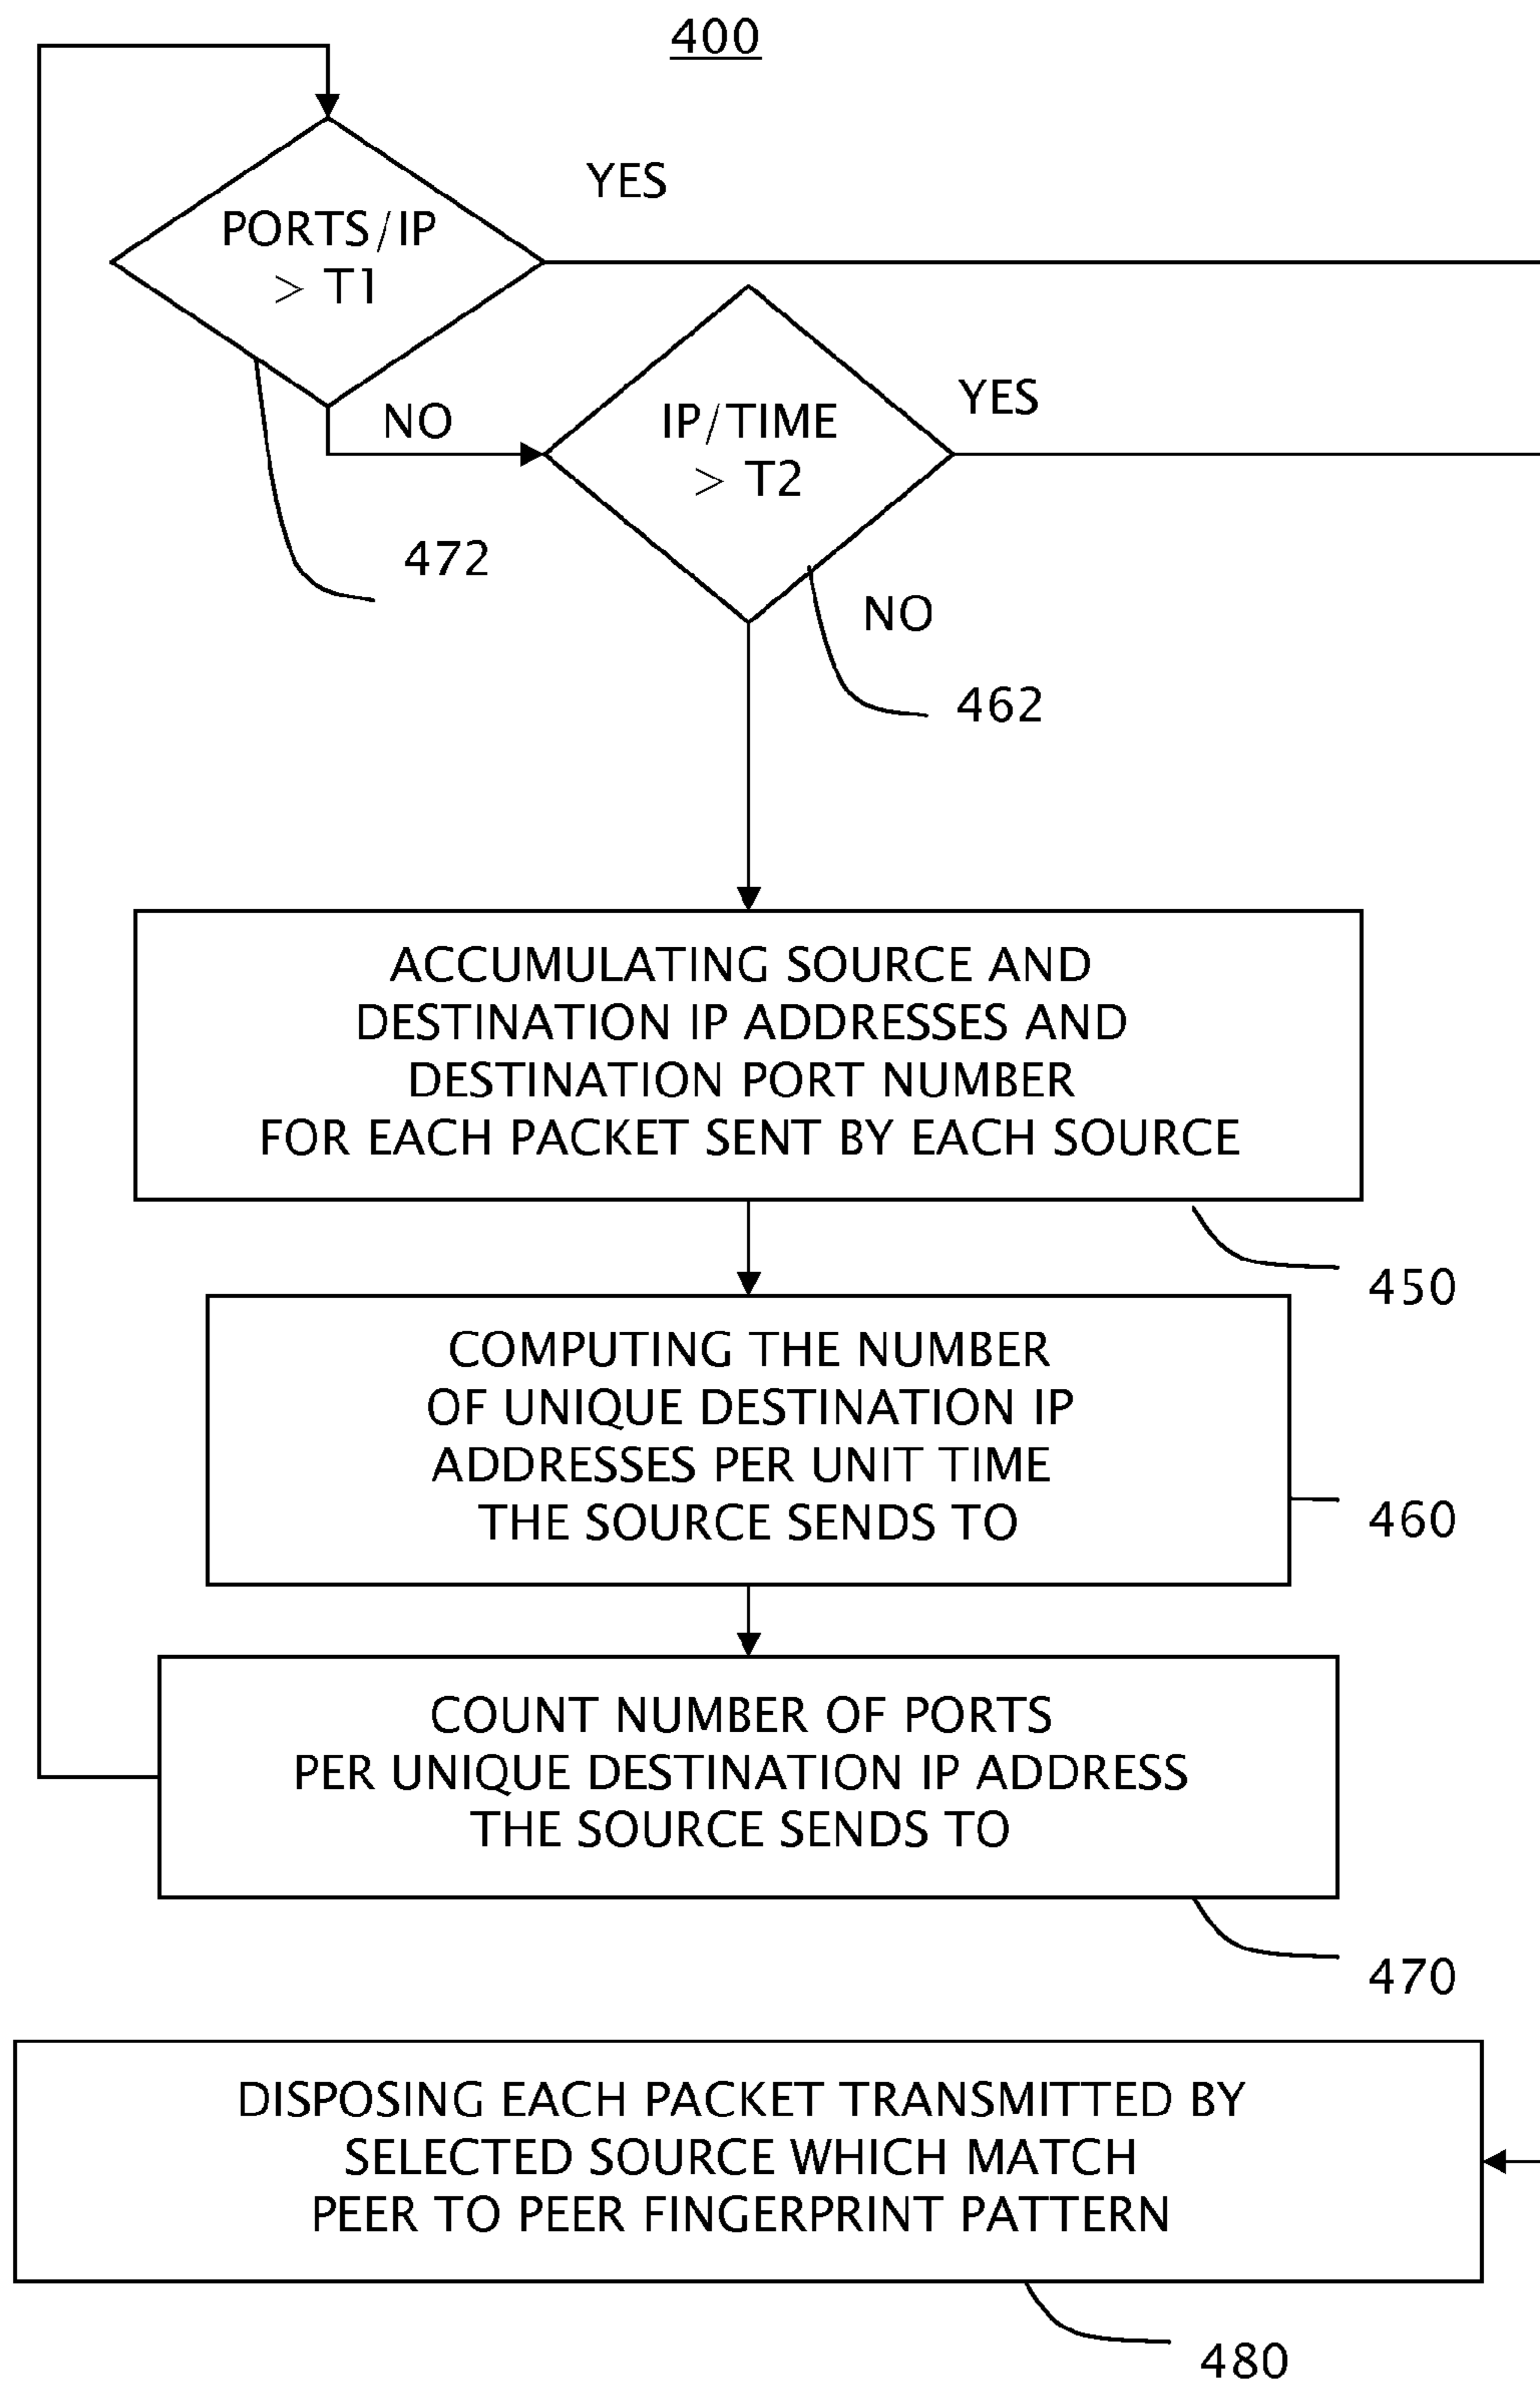 400
YES
PORTS/IP
> T1
YES
NO
IP/TIME
> T2
472
NO
462
ACCUMULATING SOURCE AND
DESTINATION IP ADDRESSES AND
DESTINATION PORT NUMBER
FOR EACH PACKET SENT BY EACH SOURCE
450
COMPUTING THE NUMBER
OF UNIQUE DESTINATION IP
ADDRESSES PER UNIT TIME
THE SOURCE SENDS TO
460
COUNT NUMBER OF PORTS
PER UNIQUE DESTINATION IP ADDRESS
THE SOURCE SENDS TO
470
DISPOSING EACH PACKET TRANSMITTED BY
SELECTED SOURCE WHICH MATCH
PEER TO PEER FINGERPRINT PATTERN
480